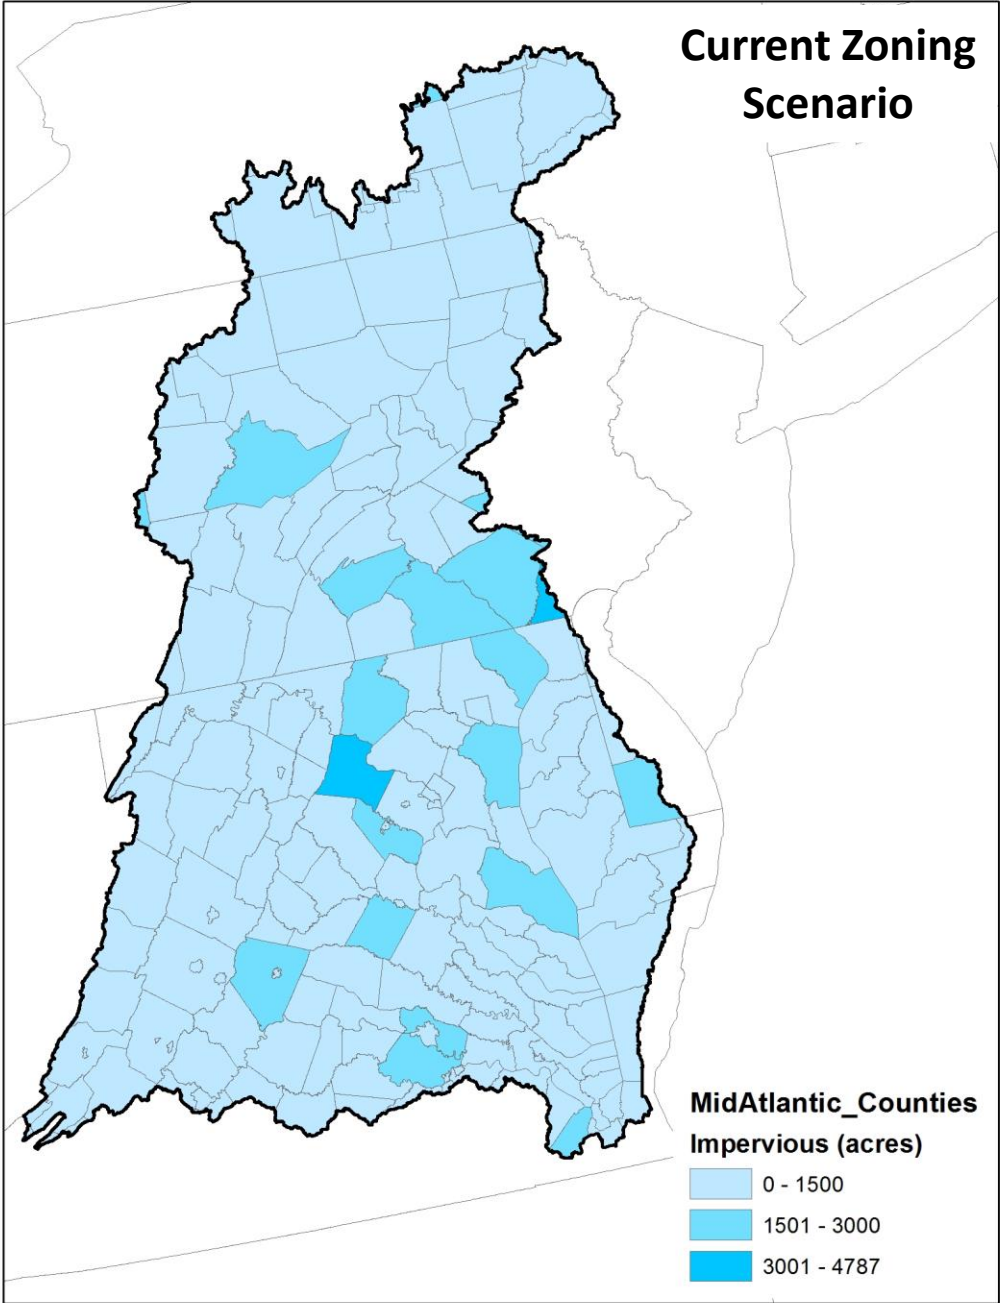 Current Zoning
Scenario
MidAtlantic_Counties
Impervious (acres)
0 - 1500
1501 - 3000
3001 - 4787